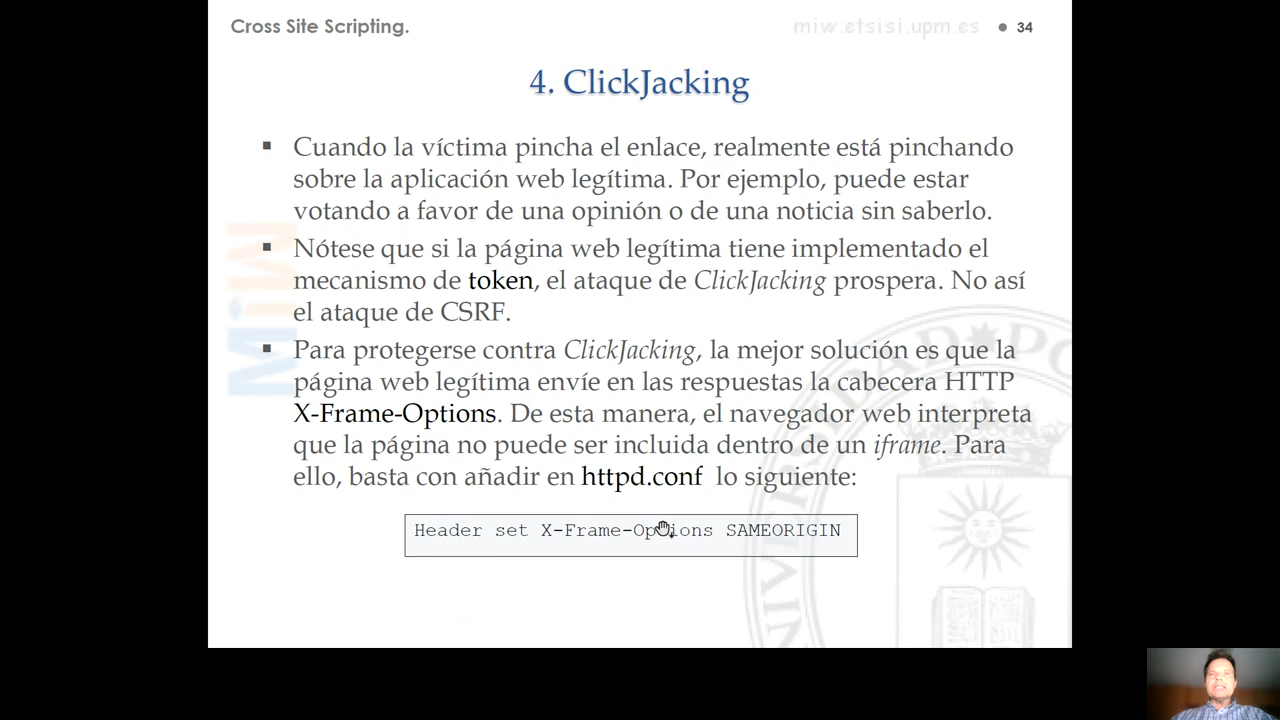 Cross Site Scripting.
miw.etsisi.upm.es
34
4. ClickJacking
▪ Cuando la víctima pincha el enlace, realmente está pinchando
sobre la aplicación web legítima. Por ejemplo, puede estar
votando a favor de una opinión o de una noticia sin saberlo.
▪ Nótese que si la página web legítima tiene implementado el
mecanismo de token, el ataque de ClickJacking prospera. No así
el ataque de CSRF.
▪ Para protegerse contra ClickJacking, la mejor solución es que la
página web legítima envíe en las respuestas la cabecera HTTP
X-Frame-Options. De esta manera, el navegador web interpreta
que la página no puede ser incluida dentro de un iframe. Para
ello, basta con añadir en httpd.conf lo siguiente:
Header set X-Frame-Options SAMEORIGIN
MiW